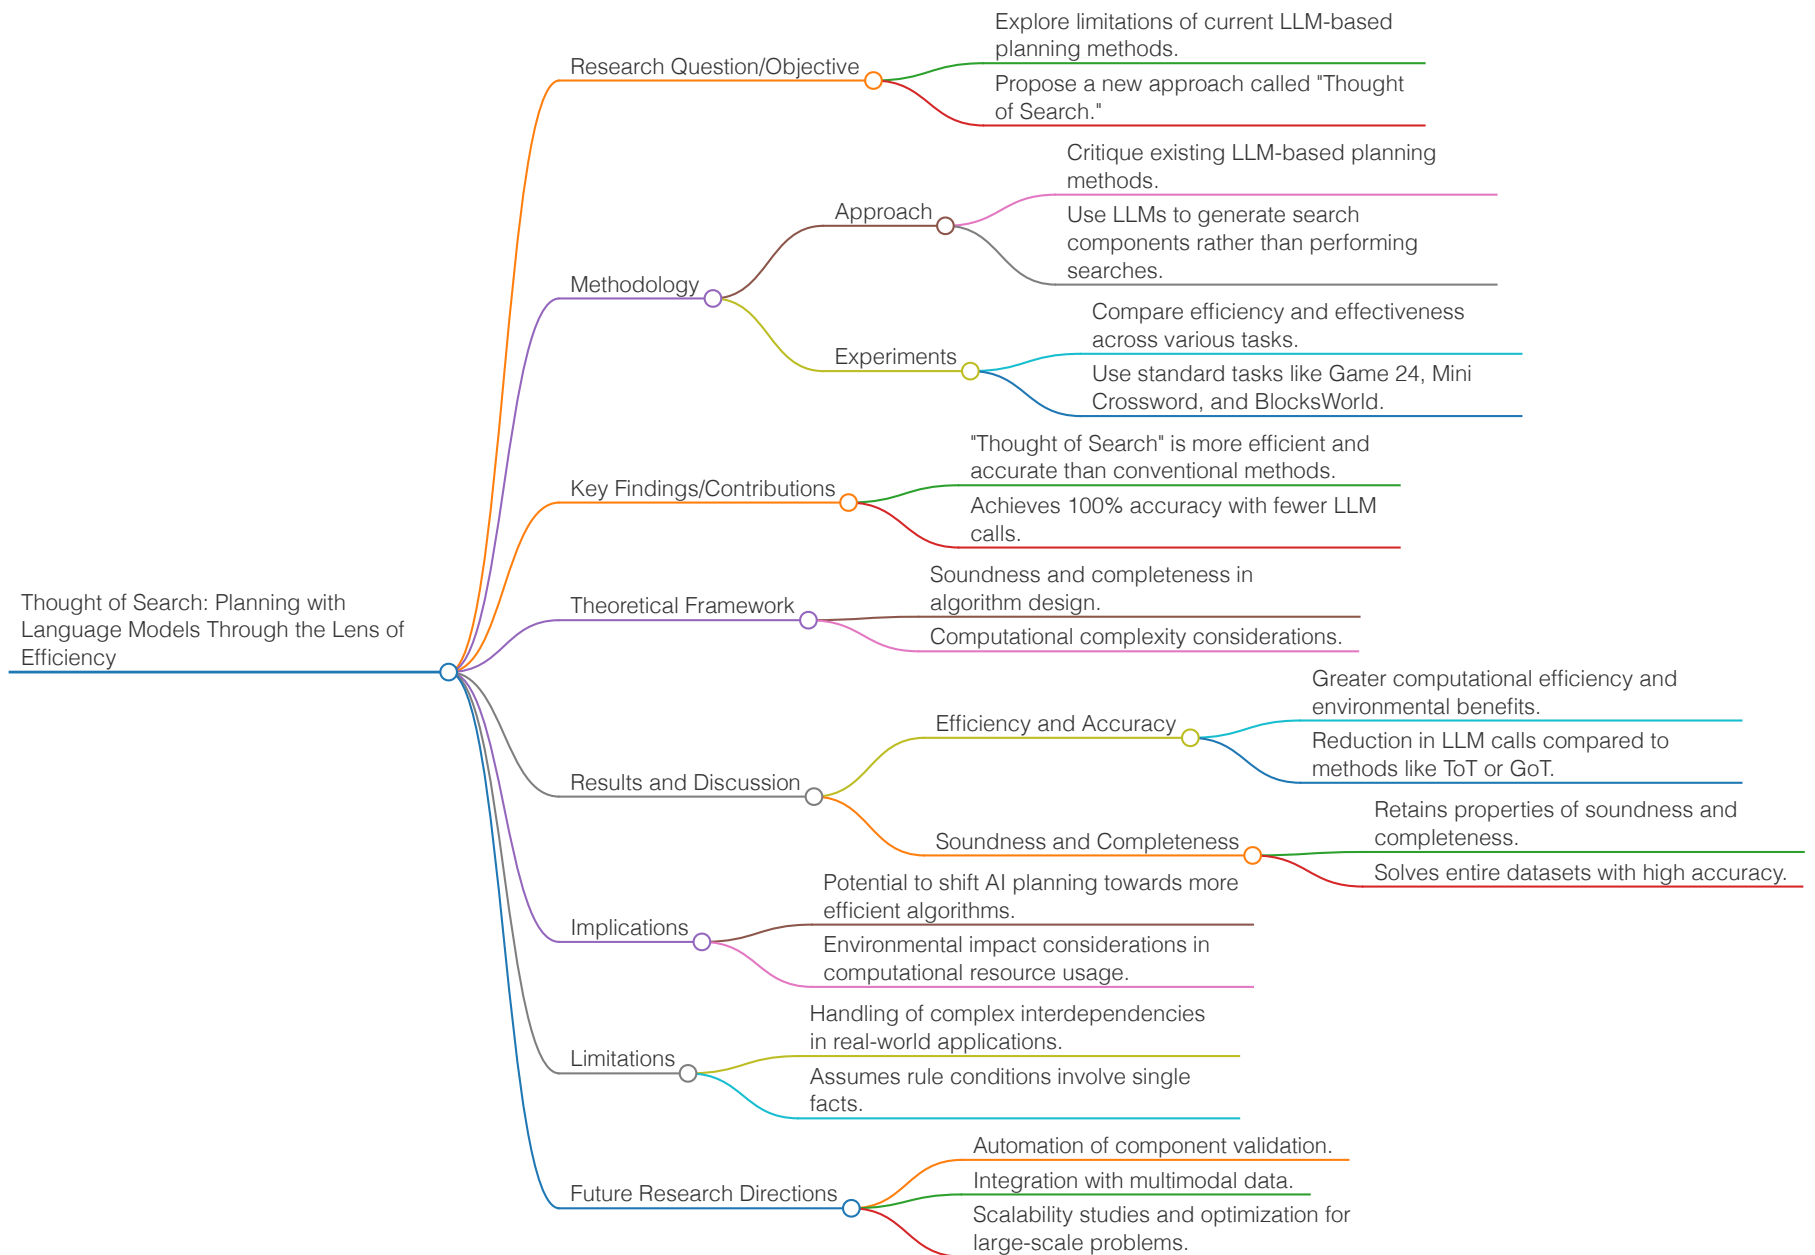 Thought of Search: Planning with
Language Models Through the Lens of
Efficiency
Research Question/Objective
Explore limitations of current LLM-based
planning methods.
Propose a new approach called "Thought
of Search."
Methodology
Approach
Critique existing LLM-based planning
methods.
Use LLMs to generate search
components rather than performing
searches.
Experiments
Compare efficiency and effectiveness
across various tasks.
Use standard tasks like Game 24, Mini
Crossword, and BlocksWorld.
Key Findings/Contributions
"Thought of Search" is more efficient and
accurate than conventional methods.
Achieves 100% accuracy with fewer LLM
calls.
Theoretical Framework
Soundness and completeness in
algorithm design.
Computational complexity considerations.
Results and Discussion
Efficiency and Accuracy
Greater computational efficiency and
environmental benefits.
Reduction in LLM calls compared to
methods like ToT or GoT.
Soundness and Completeness
Retains properties of soundness and
completeness.
Solves entire datasets with high accuracy.
Implications
Potential to shift AI planning towards more
efficient algorithms.
Environmental impact considerations in
computational resource usage.
Limitations
Handling of complex interdependencies
in real-world applications.
Assumes rule conditions involve single
facts.
Future Research Directions
Automation of component validation.
Integration with multimodal data.
Scalability studies and optimization for
large-scale problems.